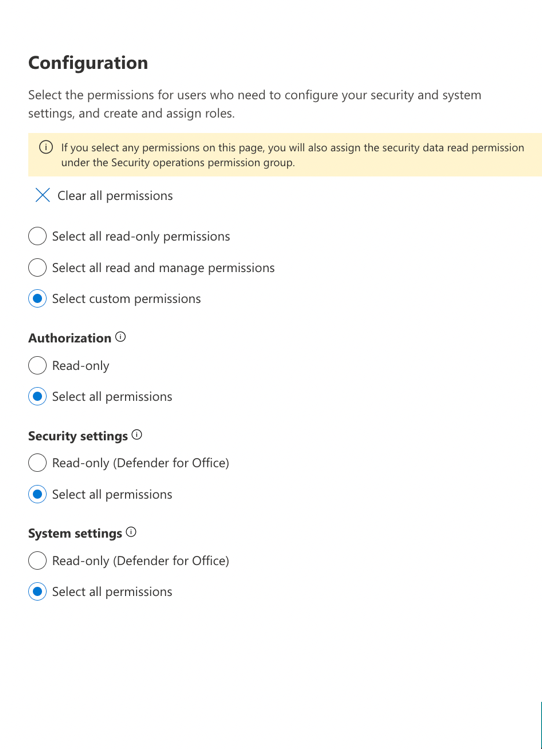 Configuration
Select the permissions for users who need to configure your security and system
settings, and create and assign roles.
If you select any permissions on this page, you will also assign the security data read permission
under the Security operations permission group.
Clear all permissions
Select all read-only permissions
Select all read and manage permissions
Select custom permissions
Authorization
Read-only
Select all permissions
Security settings
Read-only (Defender for Office)
Select all permissions
System settings
Read-only (Defender for Office)
Select all permissions